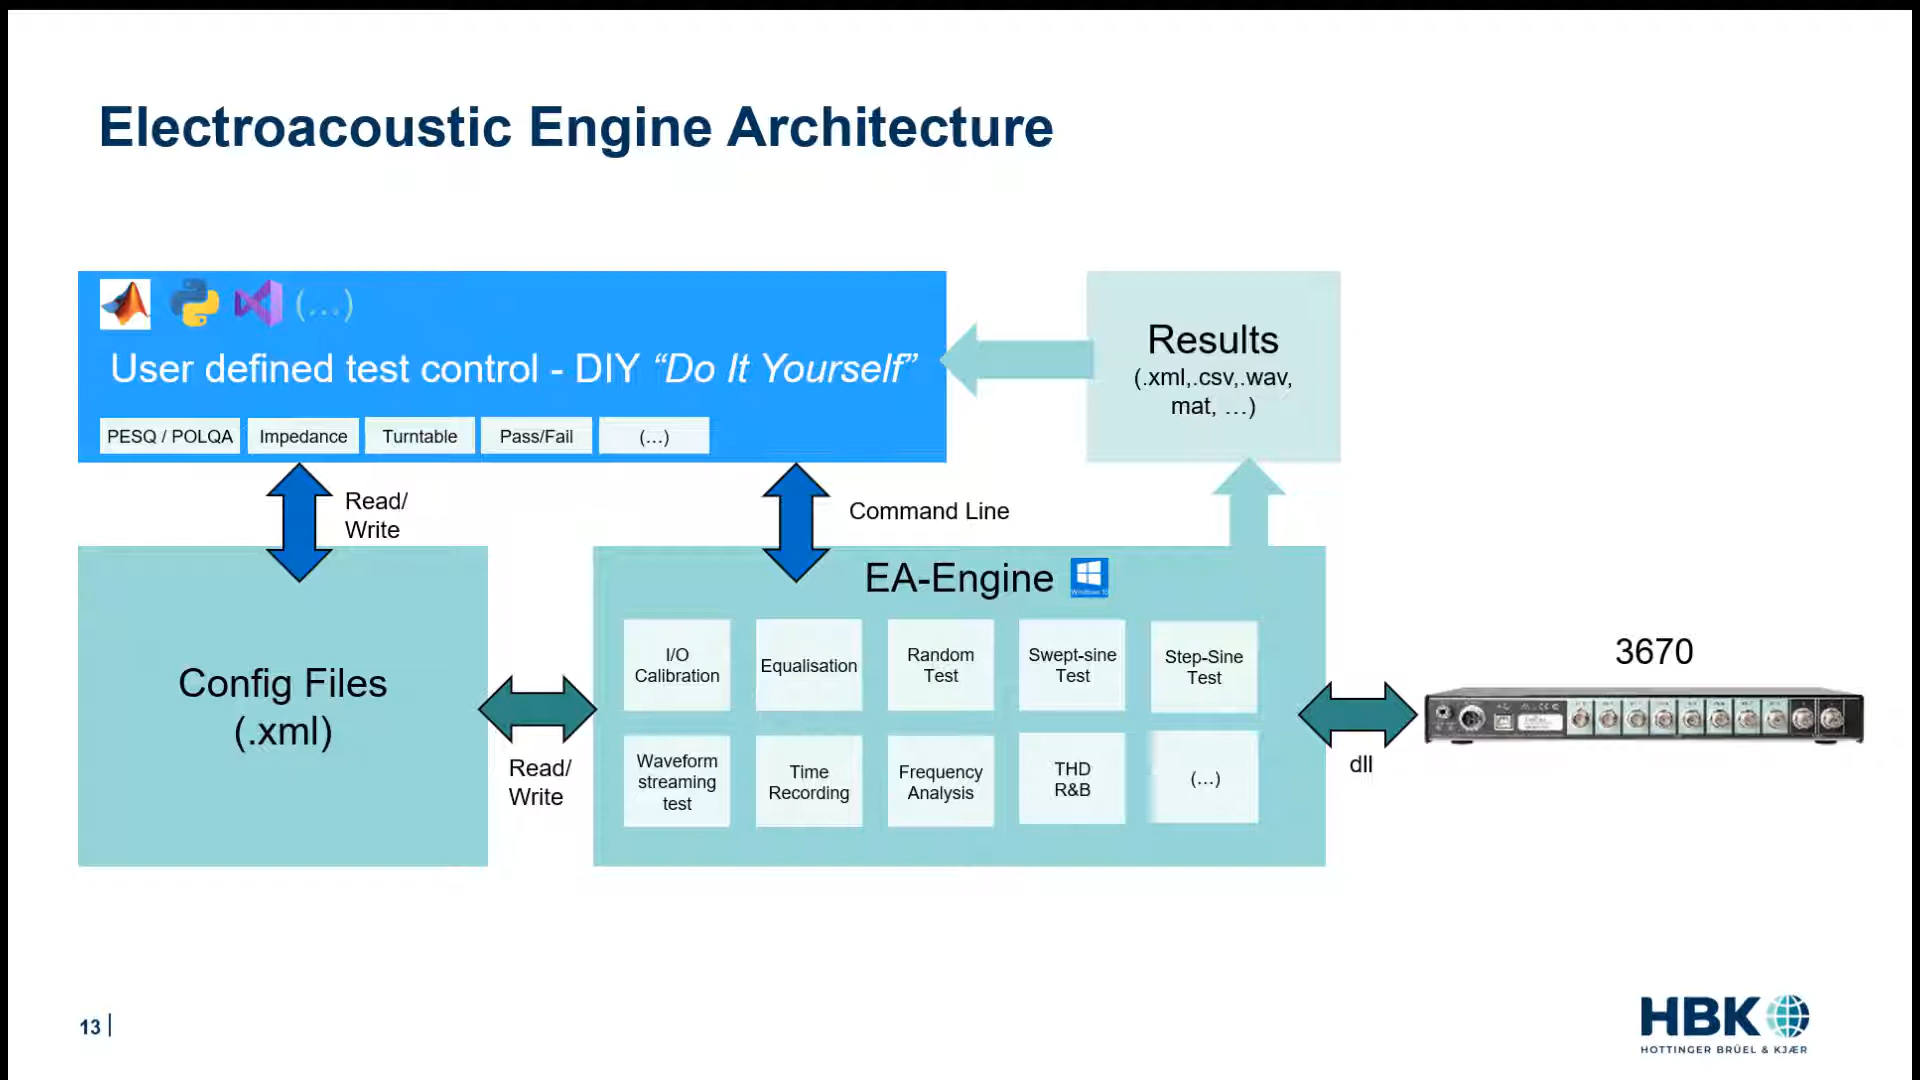 Electroacoustic Engine Architecture
(...)
User defined test control - DIY “Do It Yourself”
PESQ / POLQA
Impedance
Turntable
Pass/Fail
(...)
Results
(.xml,.csv,.wav,
mat, ...)
Read/
Write
Command Line
Config Files
(.xml)
Read/
Write
EA-Engine
I/O
Calibration
Equalisation
Random
Test
Swept-sine
Test
Step-Sine
Test
Waveform
streaming
test
Time
Recording
Frequency
Analysis
THD
R&B
(...)
dll
3670
13
HBK
HOTTINGER BRÜEL & KJÆR